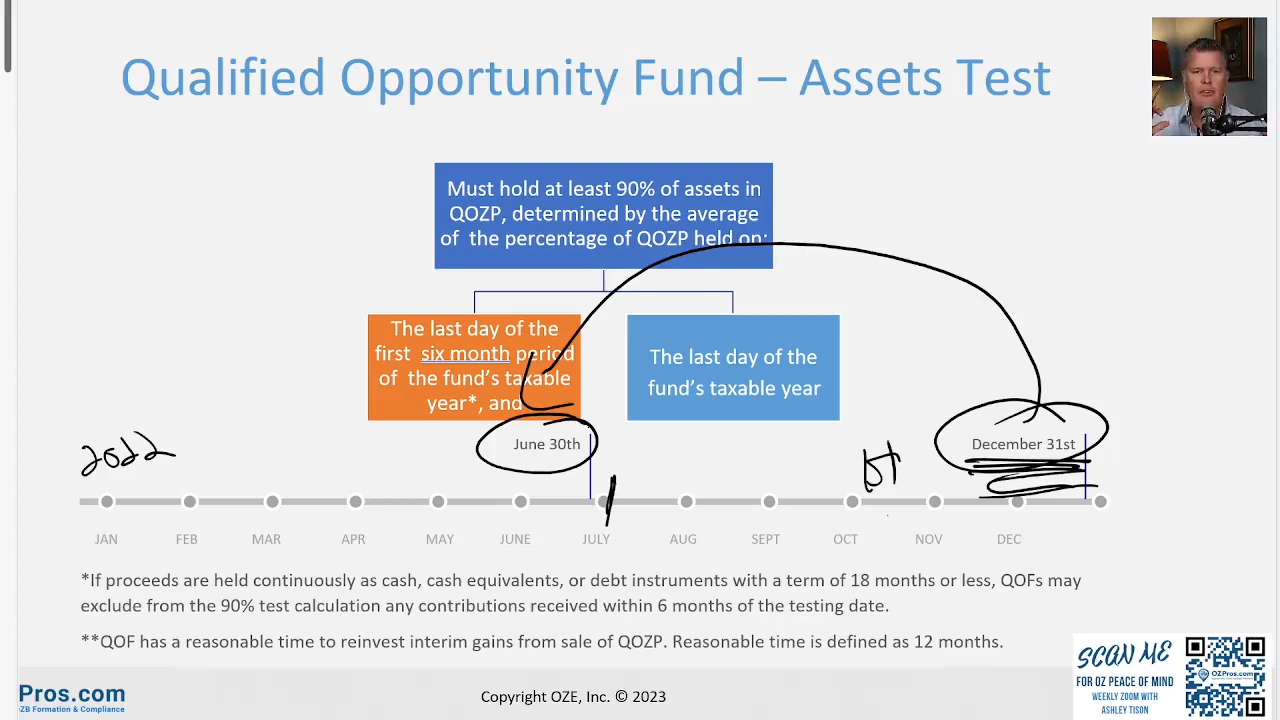 Qualified Opportunity Fund – Assets Test
Must hold at least 90% of assets in
QOZP, determined by the average
of the percentage of QOZP held on:
The last day of the
first six month period
of the fund's taxable
year*, and
The last day of the
fund's taxable year
2022
June 30th
December 31st
JAN FEB MAR APR MAY JUNE JULY AUG SEPT OCT NOV DEC
*If proceeds are held continuously as cash, cash equivalents, or debt instruments with a term of 18 months or less, QOFs may
exclude from the 90% test calculation any contributions received within 6 months of the testing date.
**QOF has a reasonable time to reinvest interim gains from sale of QOZP. Reasonable time is defined as 12 months.
Pros.com
ZB Formation & Compliance
Copyright OZE, Inc. © 2023
SCAN ME
FOR OZ PEACE OF MIND
WEEKLY ZOOM WITH
ASHLEY TISON
OZPros.com